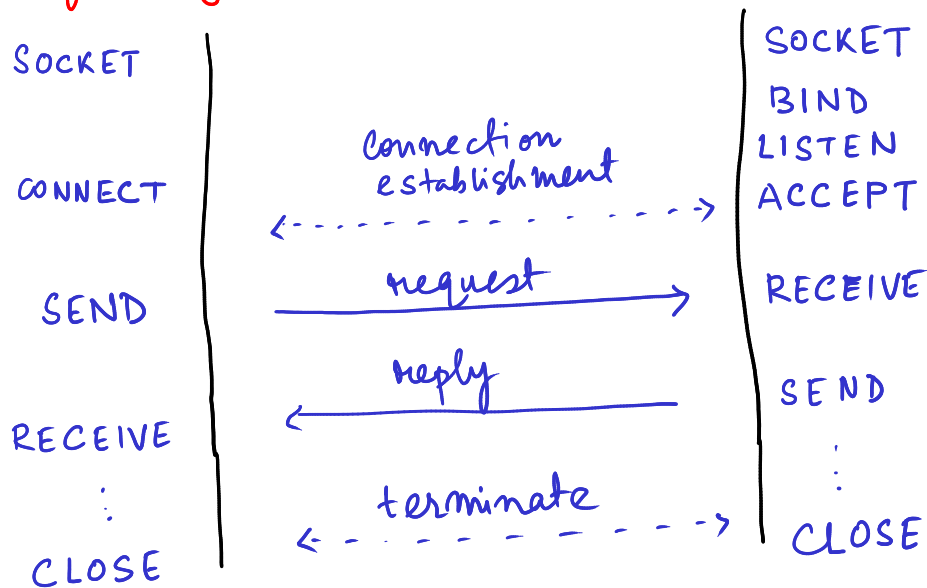 SOCKET
SOCKET
BIND
connection
LISTEN
establishment
CONNECT
ACCEPT
request
SEND
RECEIVE
reply
SEND
RECEIVE
terminate
CLOSE
CLOSE